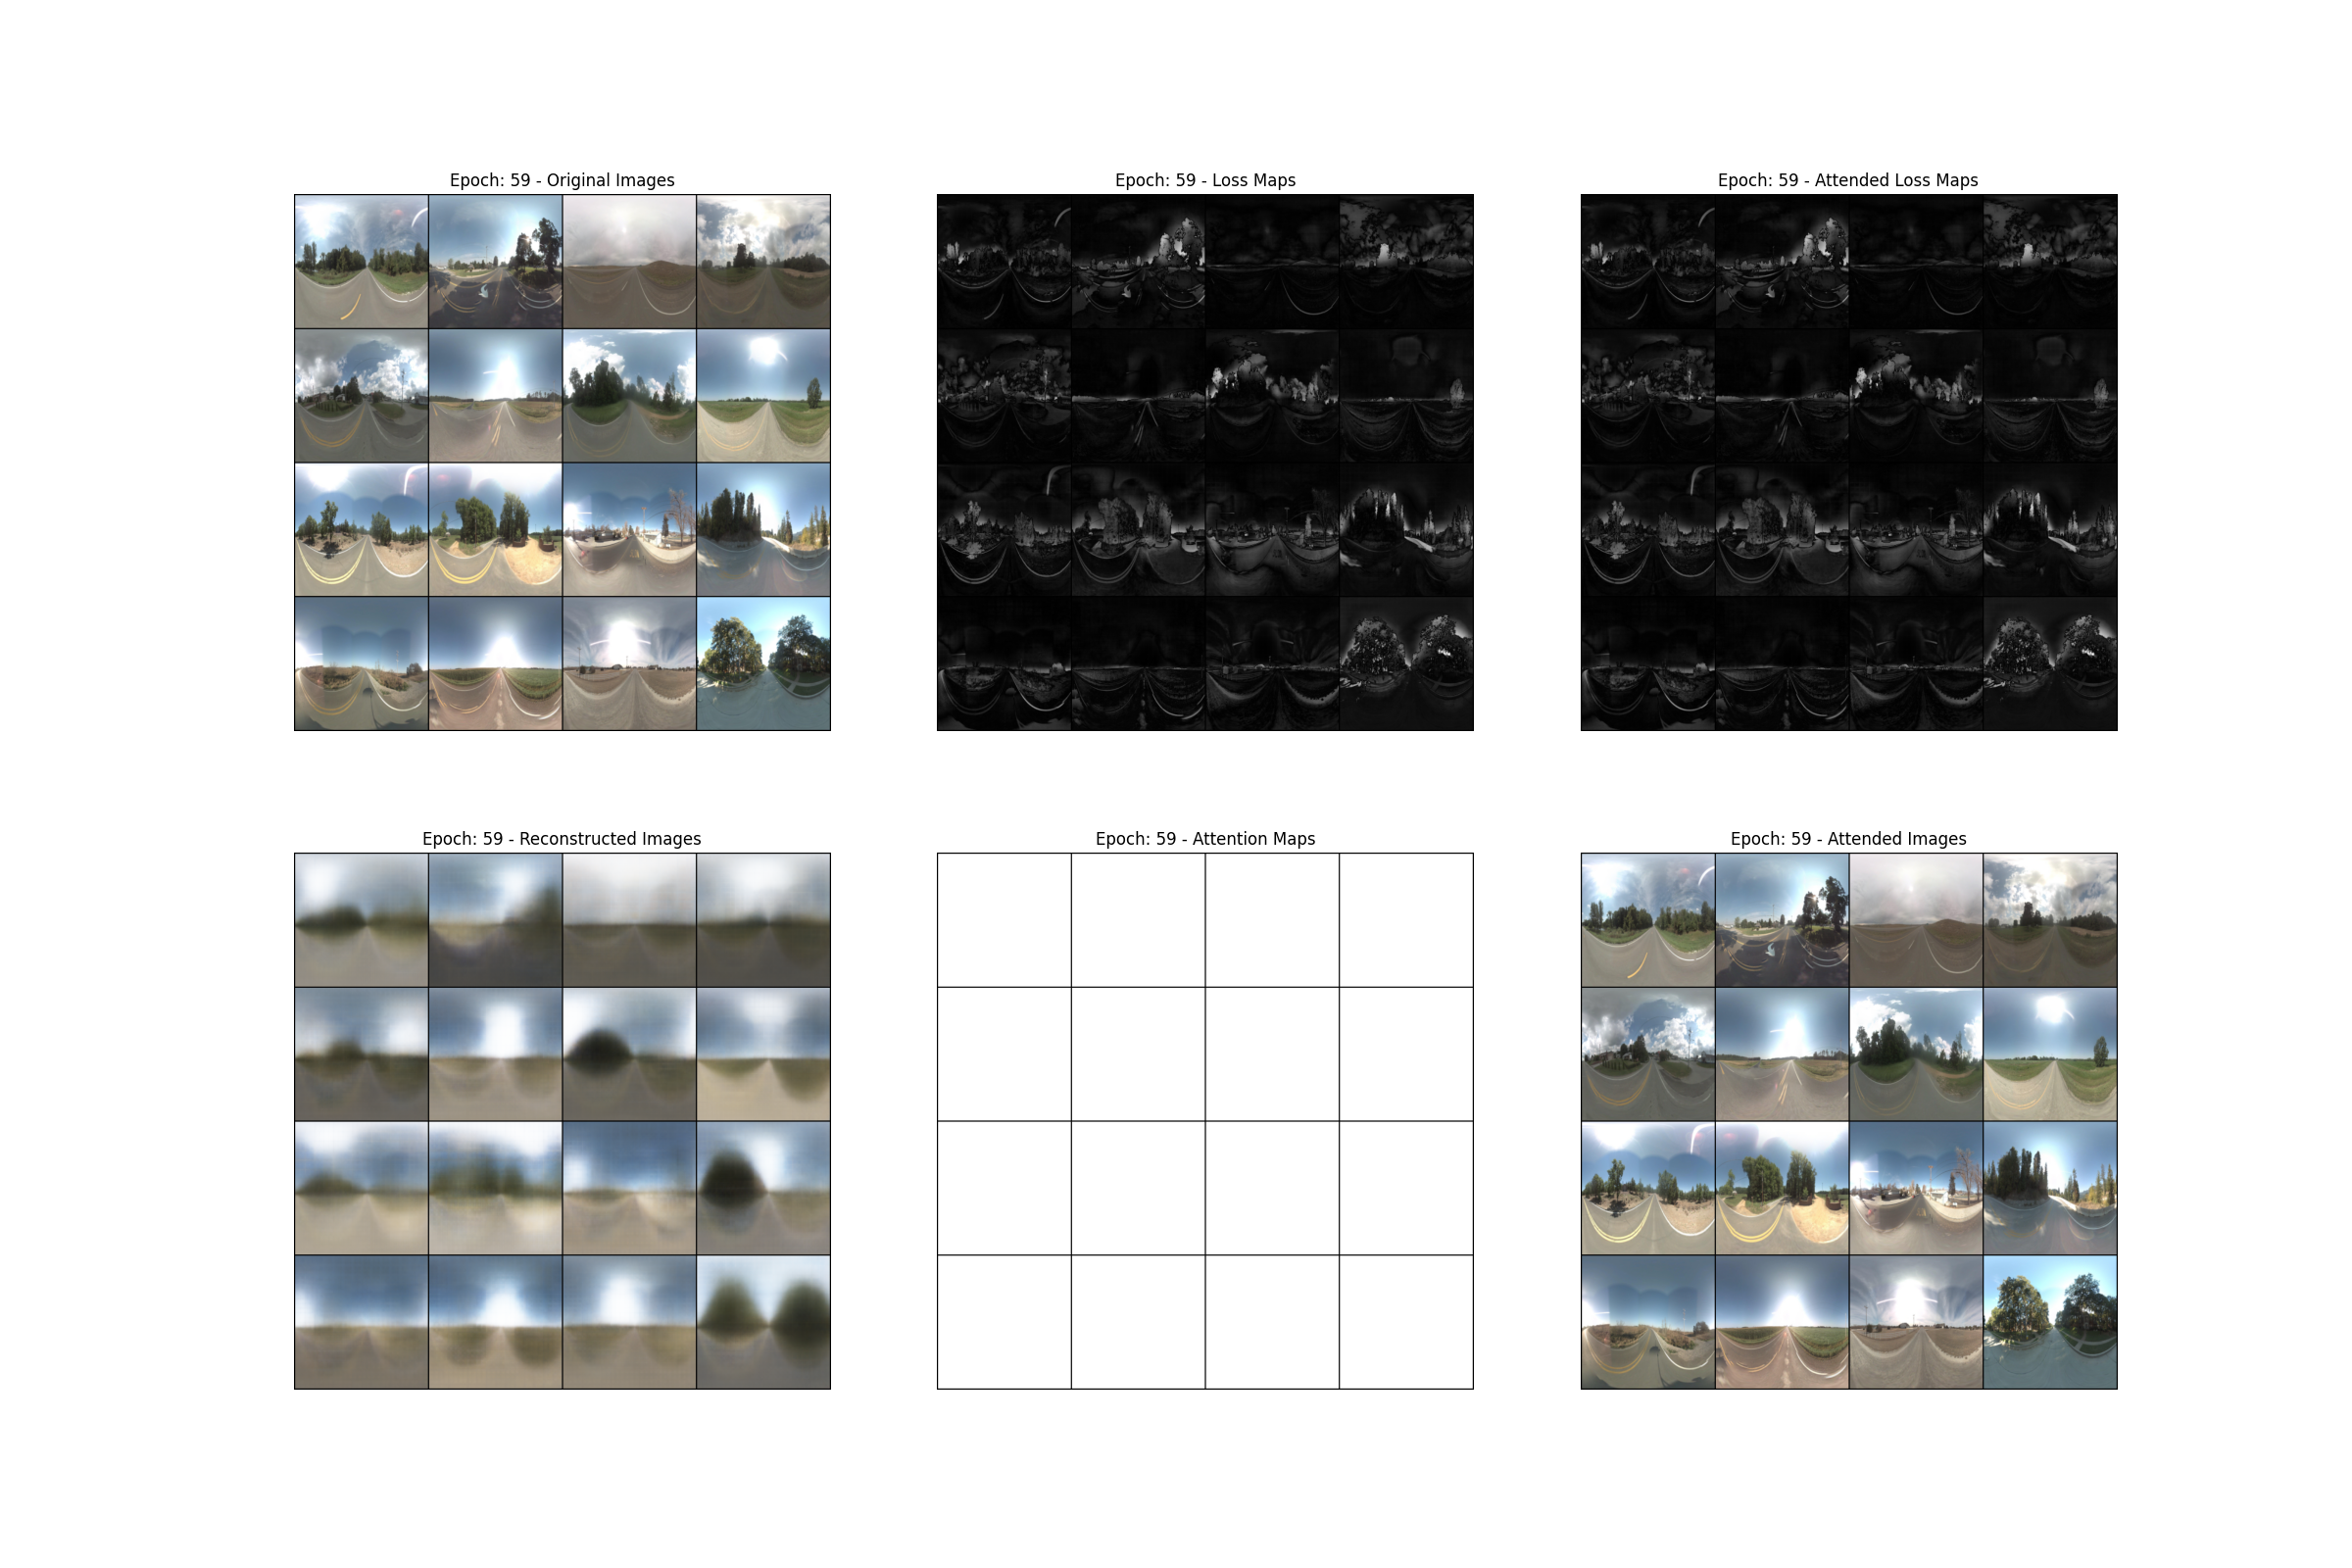 Epoch: 59 - Original Images
Epoch: 59 - Loss Maps
Epoch: 59 - Attended Loss Maps
Epoch: 59 - Reconstructed Images
Epoch: 59 - Attention Maps
Epoch: 59 - Attended Images